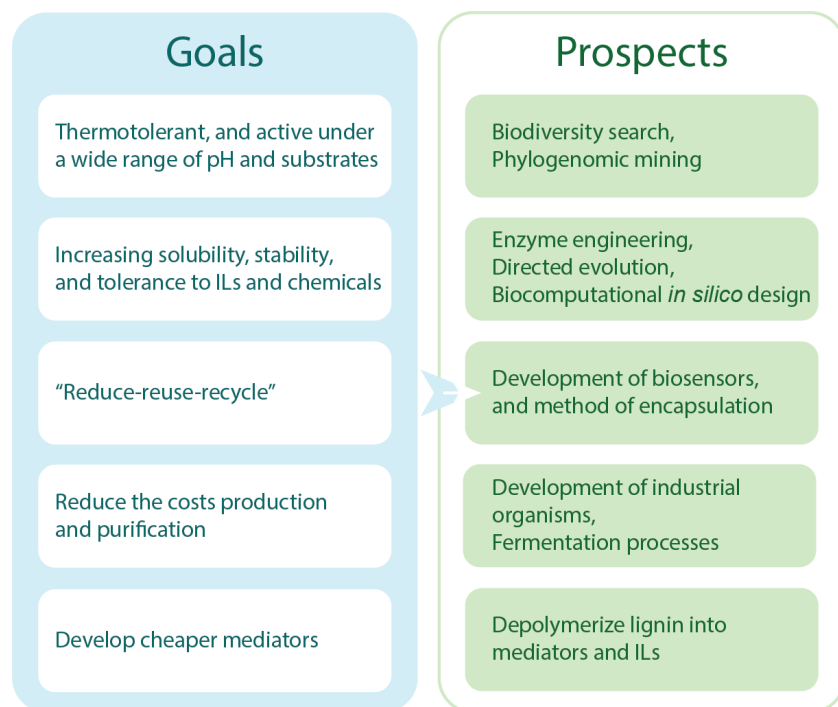 Goals
Thermotolerant, and active under
a wide range of pH and substrates
Increasing solubility, stability,
and tolerance to ILs and chemicals
“Reduce-reuse-recycle”
Reduce the costs production
and purification
Develop cheaper mediators
Prospects
Biodiversity search,
Phylogenomic mining
Enzyme engineering,
Directed evolution,
Biocomputational in silico design
Development of biosensors,
and method of encapsulation
Development of industrial
organisms,
Fermentation processes
Depolymerize lignin into
mediators and ILs